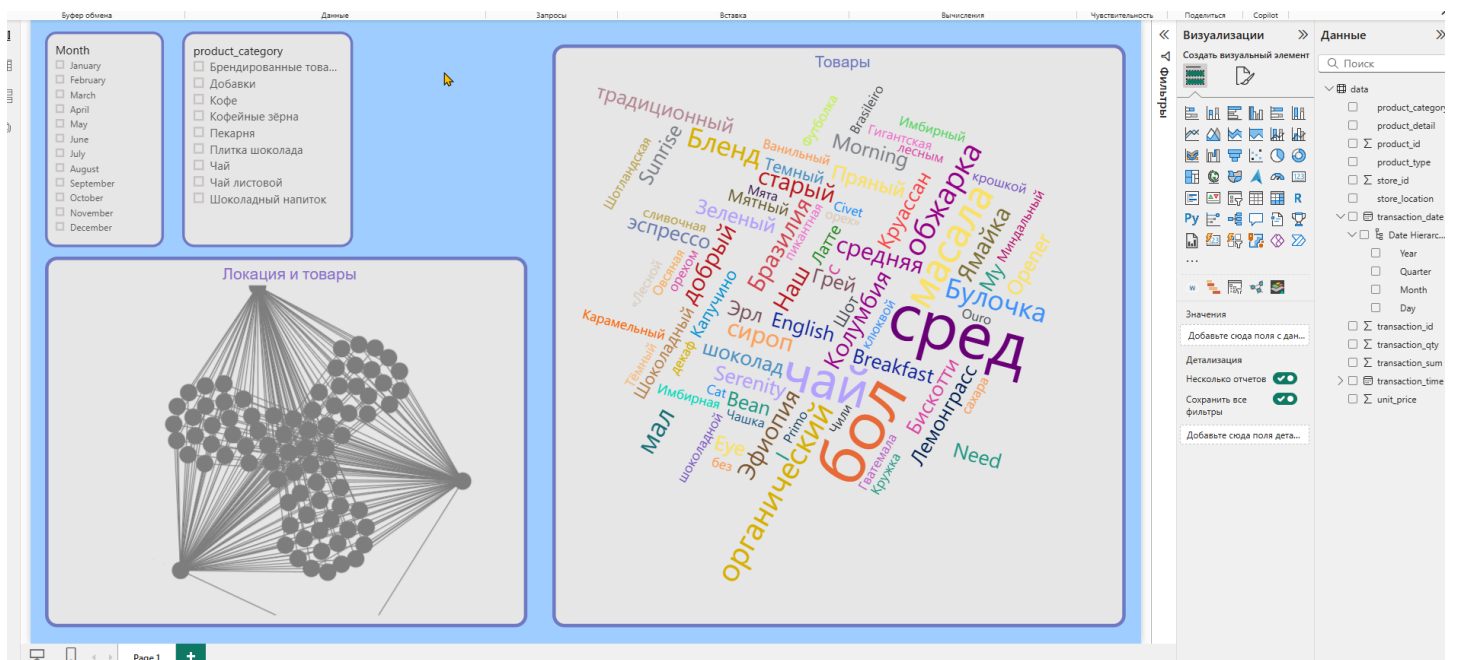 Буфер обмена
Данные
Запросы
Вставка
Вычисления
Чувствительность
Поделиться
Copilot
Month
January
February
March
April
May
June
July
August
September
October
November
December
product_category
Брендированные това...
Добавки
Кофе
Кофейные зёрна
Пекарня
Плитка шоколада
Чай
Чай листовой
Шоколадный напиток
Локация и товары
Товары
традиционный
Футболка
Brasileiro
Имбирный
Гигантская
лесным
Шотландская
Sunrise
Бленд
Ванильный
Morning
обжарка
Темный
Пряный
крошкой
старый
Мята
Мятный
Круассан
масала
Миндальный
Зеленый
Civet
орехи
сливочная
эспрессо
пикантная
Бразилия
Латте
средняя
Ямайка
My
Opener
«Лесной
Овсяная
орехом
добрый
Наш
Грей
С
Булочка
Капучино
Эрл
English
Шот
Колумбия
клюквой
Ouro
сред
Карамельный
Шоколадный
декаф
сироп
Тёмный
шоколад
чай
Breakfast
Serenity
Имбирная
Cat
Bean
Чашка
мал
шоколадной
Eye
без
Эфиопия
I
Primo
Чили
органический
бол
Гватемала
Кружка
Бискотти
Лемонграсс
сахара
Need
Фильтры
Визуализации
Создать визуальный элемент
R
Py
...
Значения
Добавьте сюда поля с дан...
Детализация
Несколько отчетов
Сохранить все
фильтры
Добавьте сюда поля дета...
Данные
Поиск
data
product_category
product_detail
product_id
product_type
store_id
store_location
transaction_date
Date Hierarc...
Year
Quarter
Month
Day
transaction_id
transaction_qty
transaction_sum
transaction_time
unit_price
Page 1